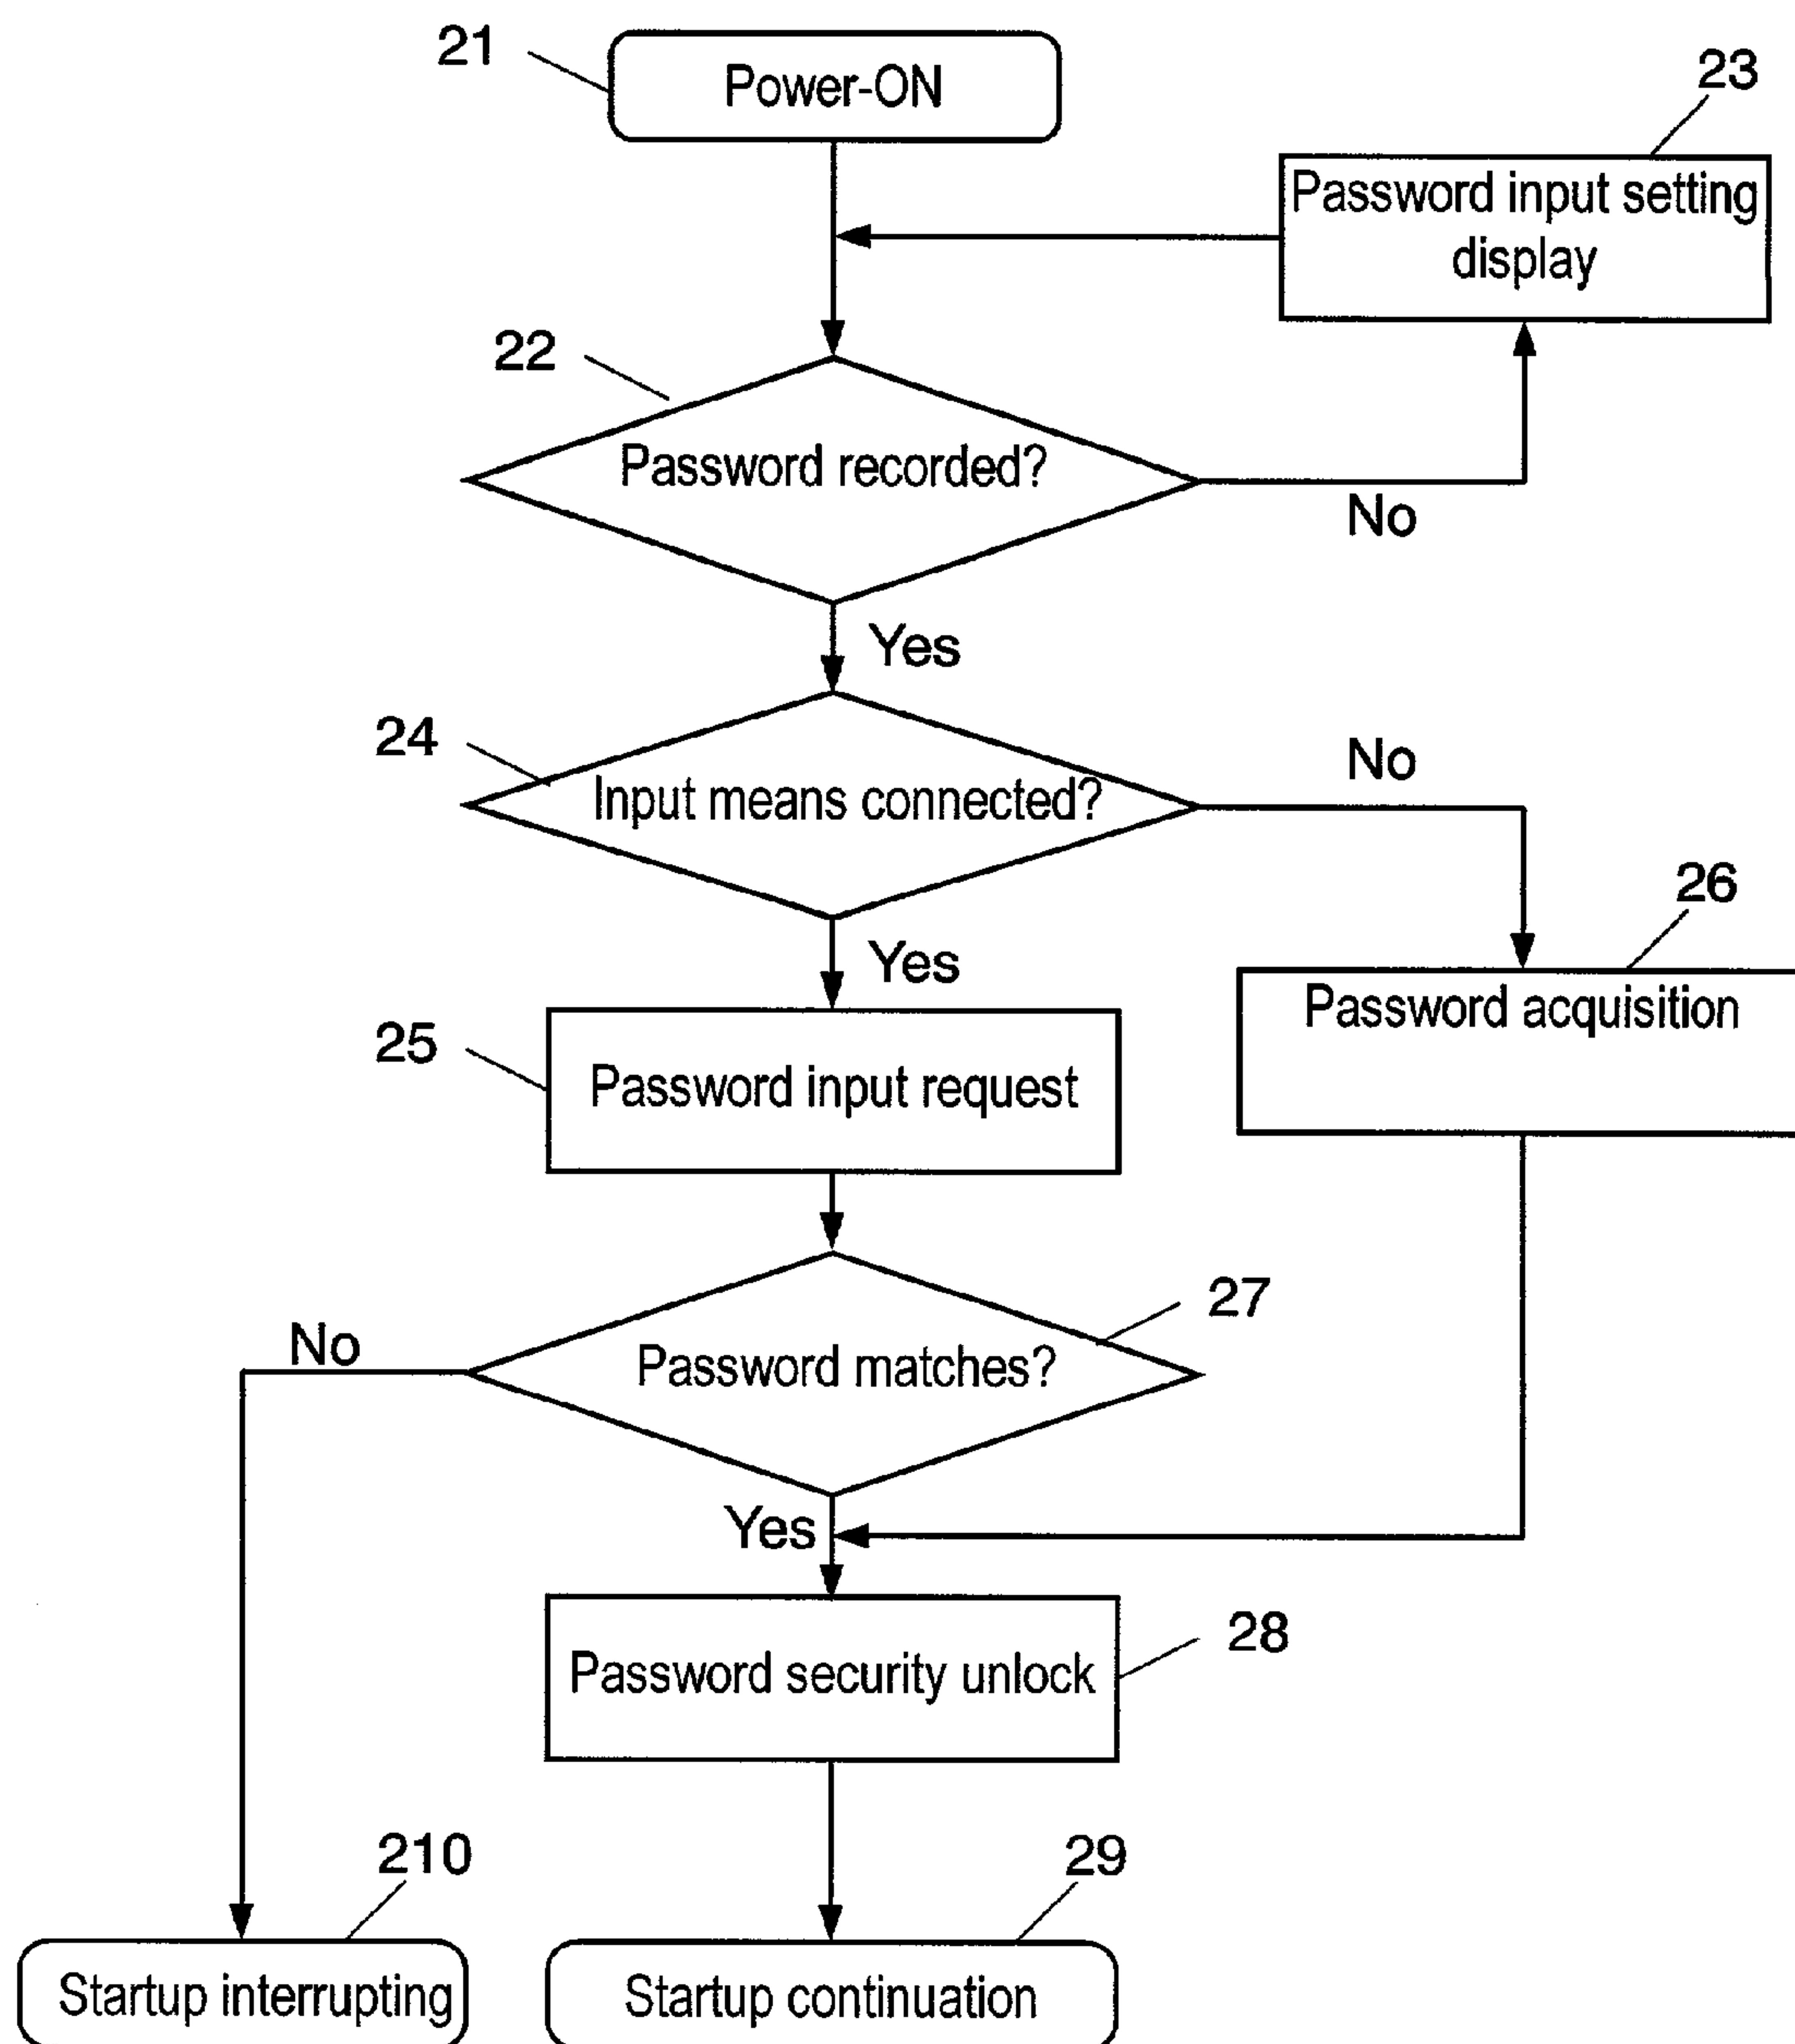 21
Power-ON
23
Password input setting
display
22
Password recorded?
No
Yes
24
Input means connected?
No
26
Yes
Password acquisition
25
Password input request
27
No
Password matches?
Yes
28
Password security unlock
210
29
Startup interrupting
Startup continuation